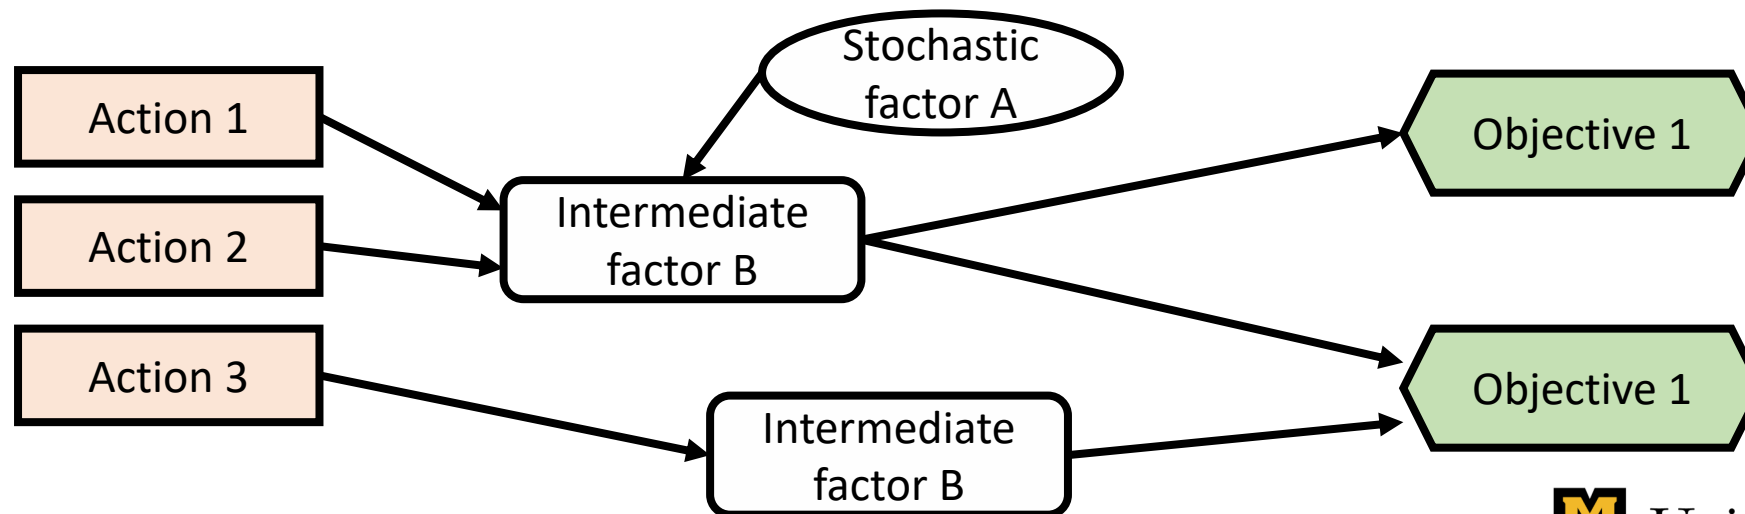 Stochastic
factor A
Action 1
Objective 1
Intermediate
factor B
Action 2
Action 3
Objective 1
Intermediate
factor B
M